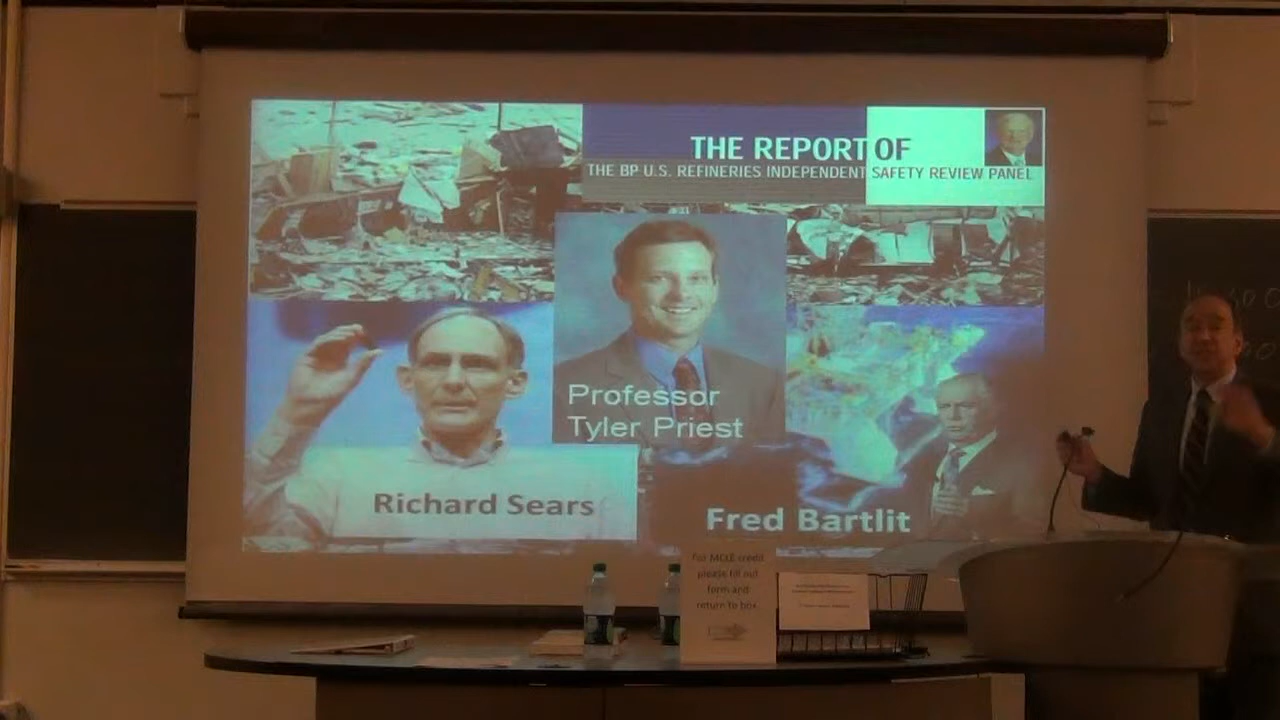 THE REPORT OF
THE BP U.S. REFINERIES INDEPENDENT SAFETY REVIEW PANEL
Professor
Tyler Priest
Richard Sears
Fred Bartlit
For MCLE credit
please fill out
form and
return to box.